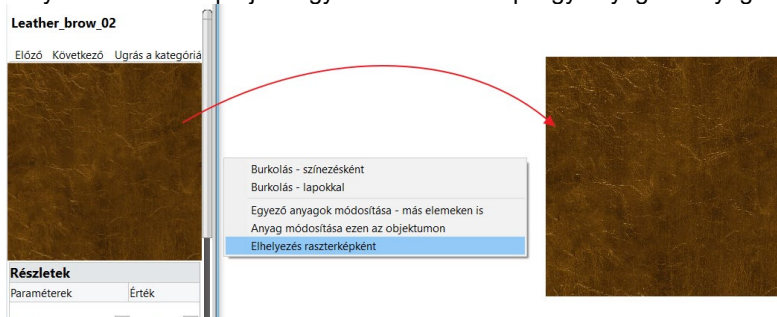 Leather_brow_02
Előző Következő Ugrás a kategóriá
Burkolás - színezésként
Burkolás - lapokkal
Egyező anyagok módosítása - más elemeken is
Anyag módosítása ezen az objektumon
Elhelyezés raszterképként
Részletek
Paraméterek Érték